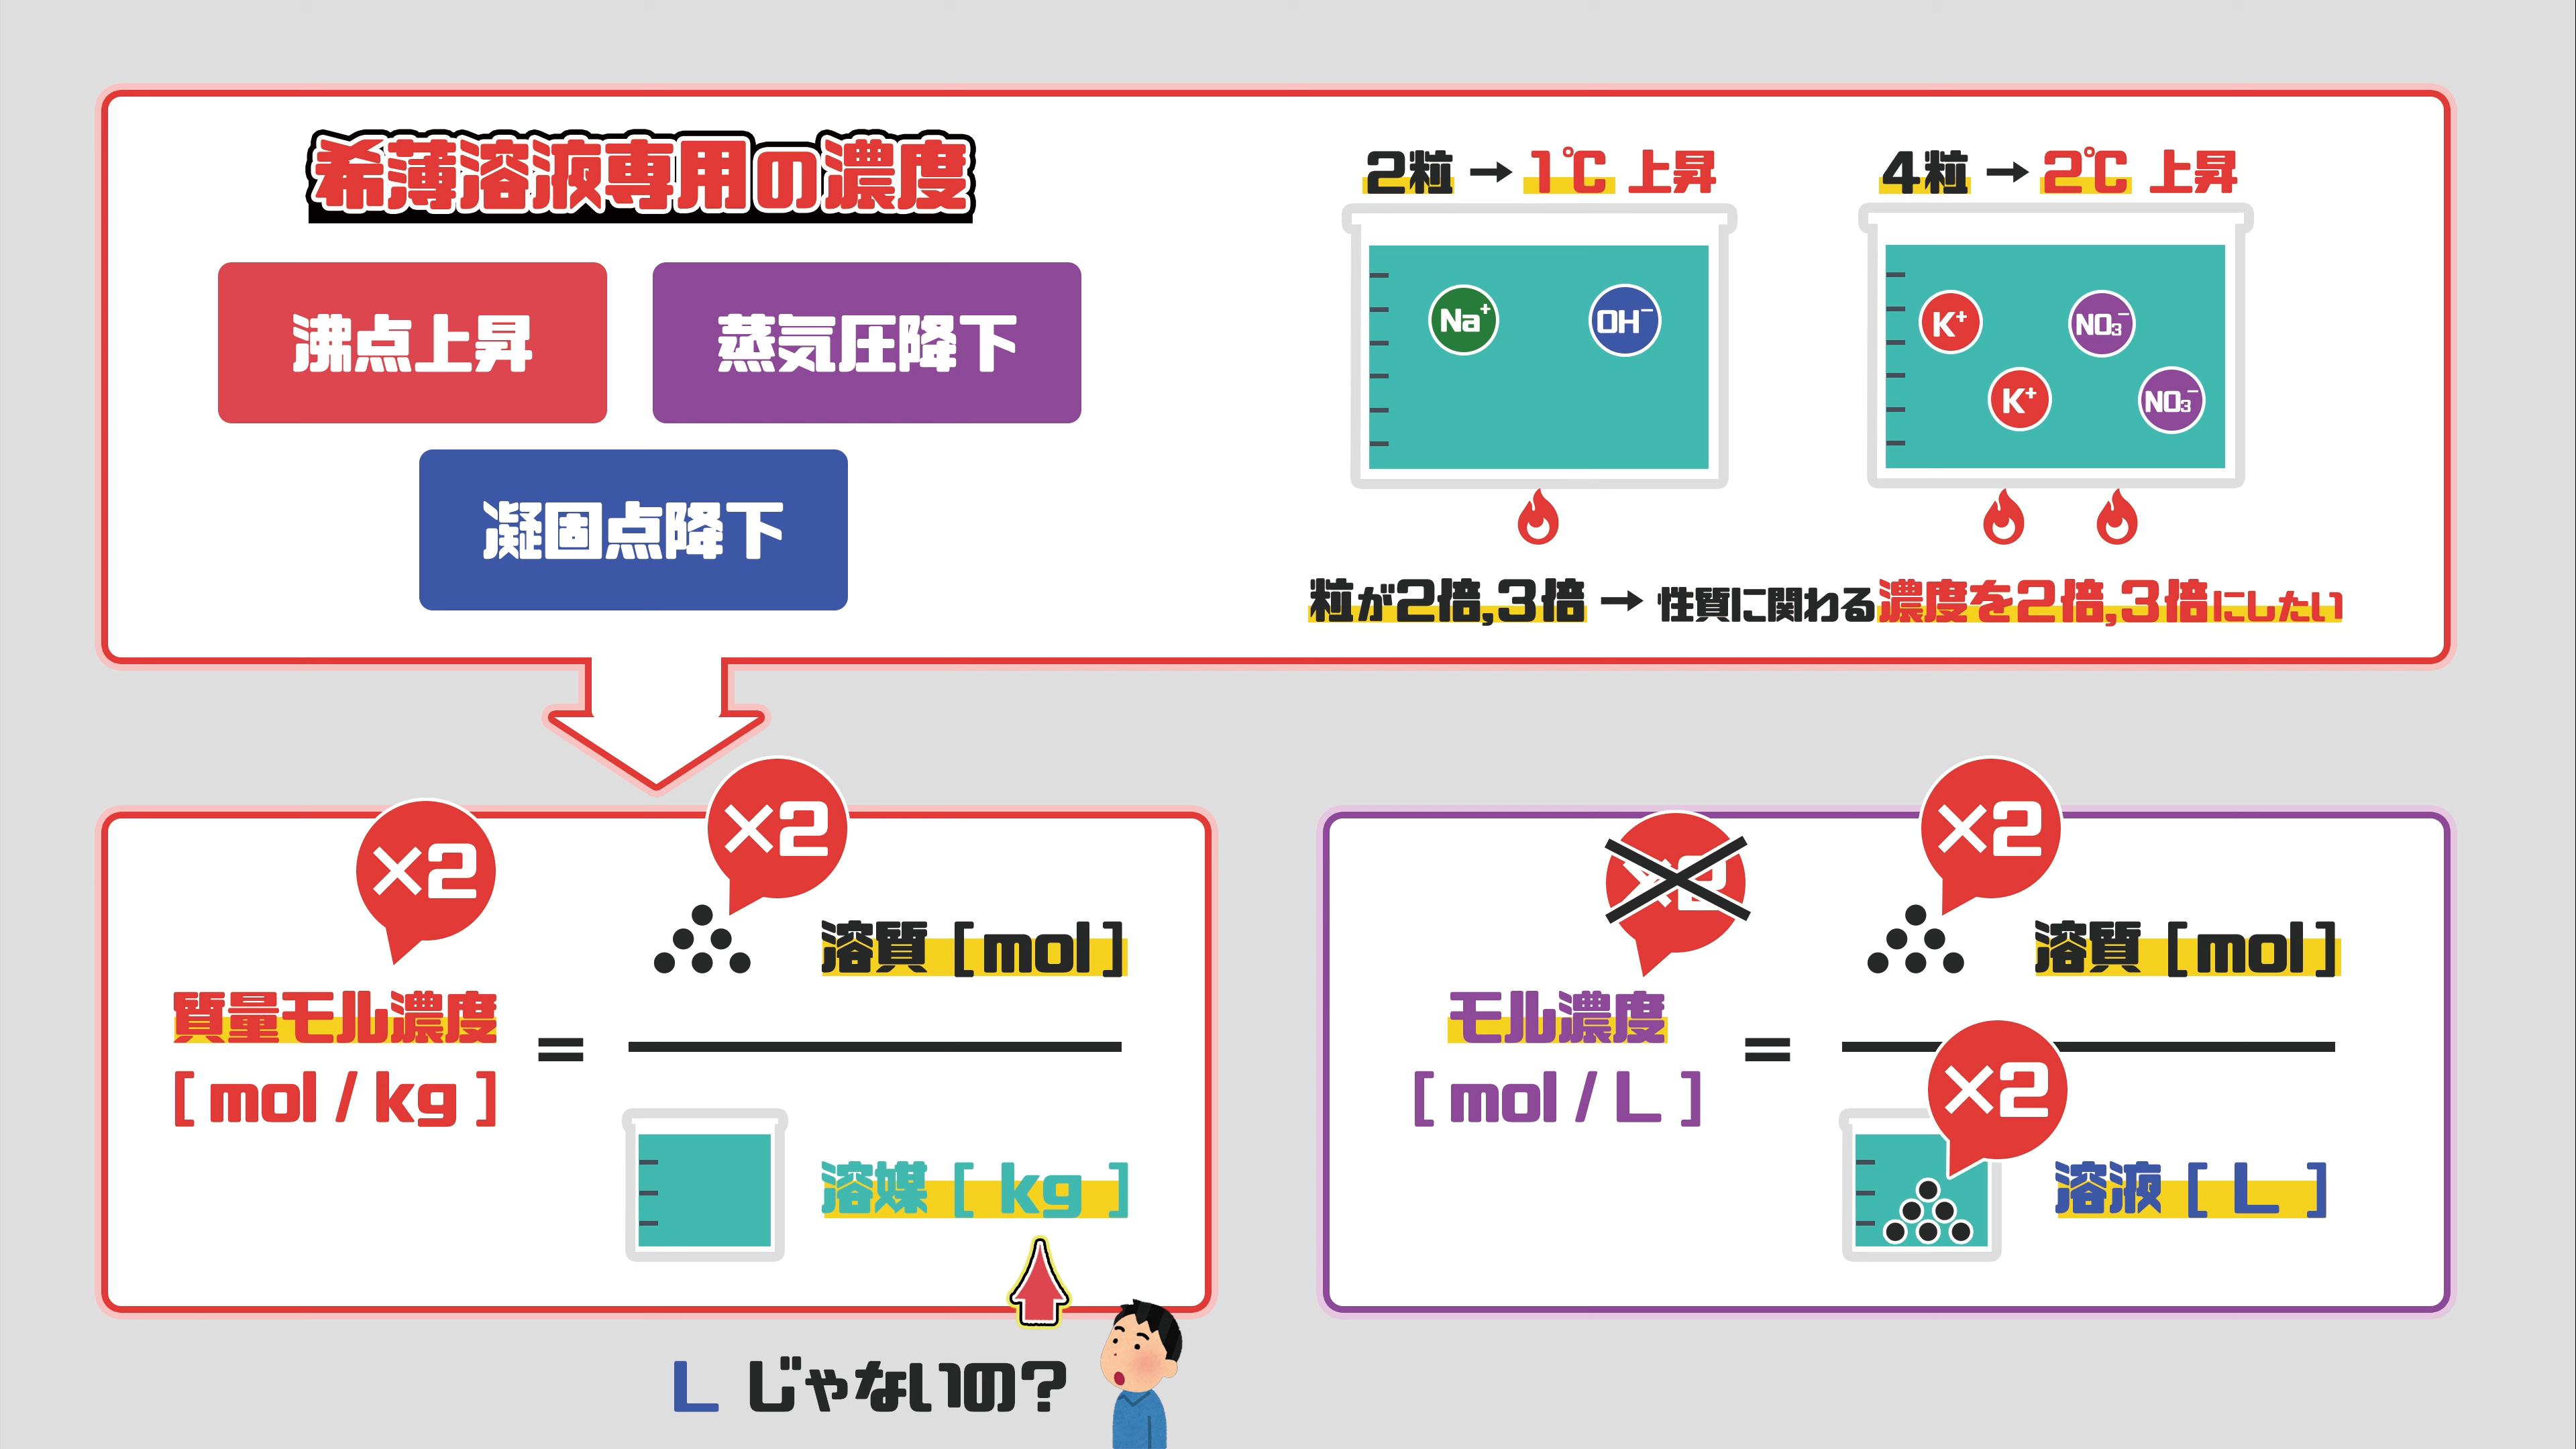 希薄溶液専用の濃度
沸点上昇
蒸気圧降下
凝固点降下
2粒 → 1℃ 上昇
Na⁺
OH⁻
4粒 → 2℃ 上昇
K⁺
NO₃⁻
K⁺
NO₃⁻
粒が2倍,3倍 → 性質に関わる濃度を2倍,3倍にしたい
×2
×2
質量モル濃度
[ mol / kg ]
=
溶質 [ mol ]
溶媒 [ kg ]
L じゃないの?
×2
×2
モル濃度
[ mol / L ]
=
溶質 [ mol ]
×2
溶液 [ L ]